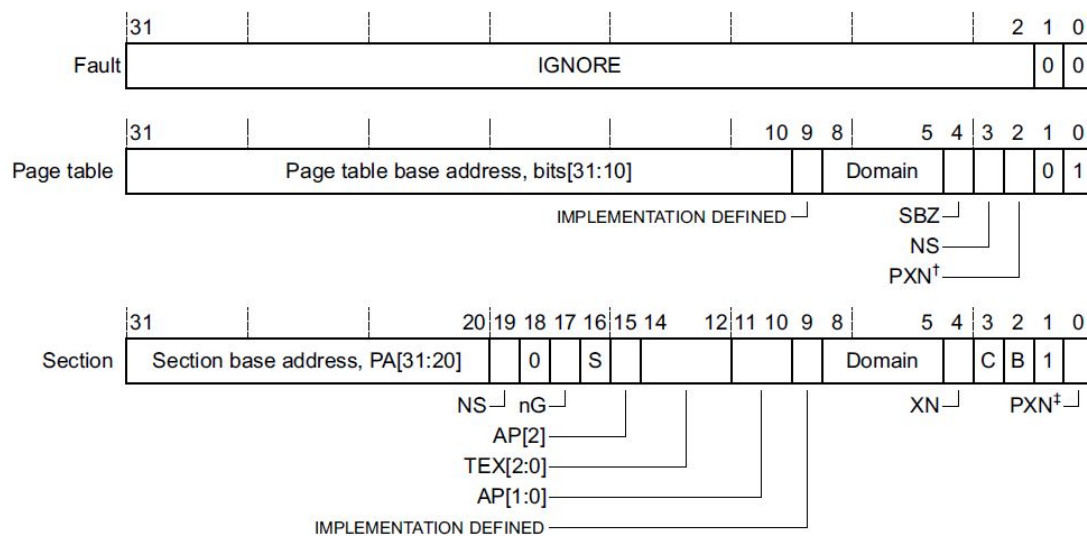 31 2 1 0
Fault IGNORE 0 0
31 10 9 8 5 4 3 2 1 0
Page table Page table base address, bits[31:10] Domain 0 1
IMPLEMENTATION DEFINED SBZ
NS
PXN†
31 20 19 18 17 16 15 14 12 11 10 9 8 5 4 3 2 1 0
Section Section base address, PA[31:20] 0 S Domain C B 1
NS nG XN PXN‡
AP[2]
TEX[2:0]
AP[1:0]
IMPLEMENTATION DEFINED